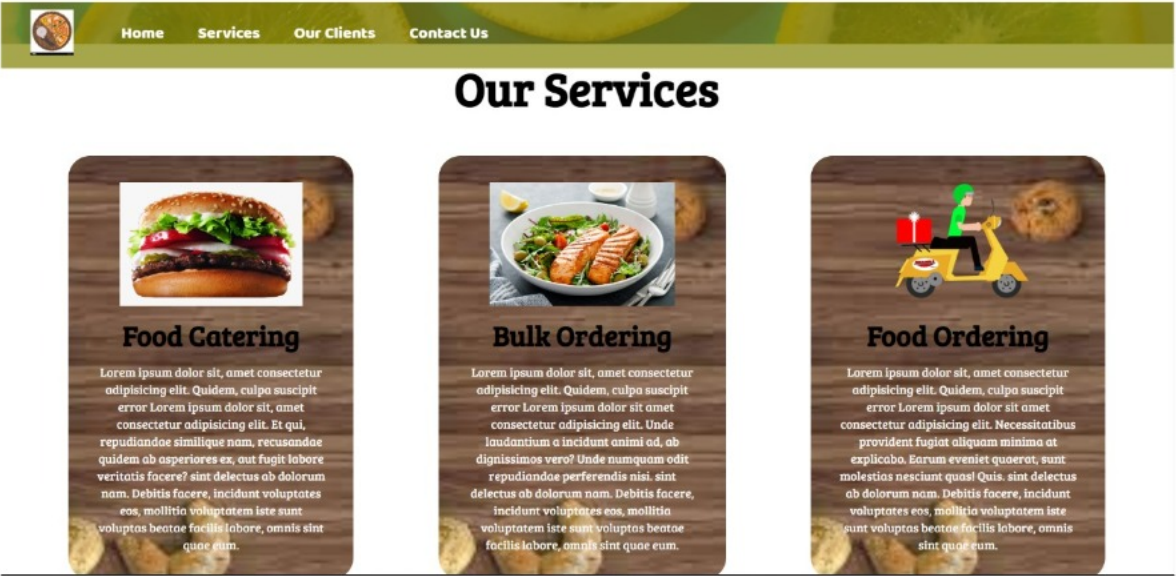 Home Services Our Clients Contact Us
Our Services
Food Catering
Lorem ipsum dolor sit, amet consectetur
adipisicing elit. Quidem, culpa suscipit
error Lorem ipsum dolor sit, amet
consectetur adipisicing elit. Et qui,
repudiandae similique nam, recusandae
quidem ab asperiores ex, aut fugit labore
veritatis facere? sint delectus ab dolorum
nam. Debitis facere, incidunt voluptates
eos, mollitia voluptatem iste sunt
voluptas beatae facilis labore, omnis sint
quae eum.
Bulk Ordering
Lorem ipsum dolor sit, amet consectetur
adipisicing elit. Quidem, culpa suscipit
error Lorem ipsum dolor sit amet
consectetur adipisicing elit. Unde
laudantium a incidunt animi ad, ab
dignissimos vero? Unde numquam odit
repudiandae perferendis nisi. sint
delectus ab dolorum nam. Debitis facere,
incidunt voluptates eos, mollitia
voluptatem iste sunt voluptas beatae
facilis labore, omnis sint quae eum.
Food Ordering
Lorem ipsum dolor sit, amet consectetur
adipisicing elit. Quidem, culpa suscipit
error Lorem ipsum dolor sit amet
consectetur adipisicing elit. Necessitatibus
provident fugiat aliquam minima at
explicabo. Earum eveniet quaerat, sunt
molestias nesciunt quas! Quis. sint delectus
ab dolorum nam. Debitis facere, incidunt
voluptates eos, mollitia voluptatem iste
sunt voluptas beatae facilis labore, omnis
sint quae eum.